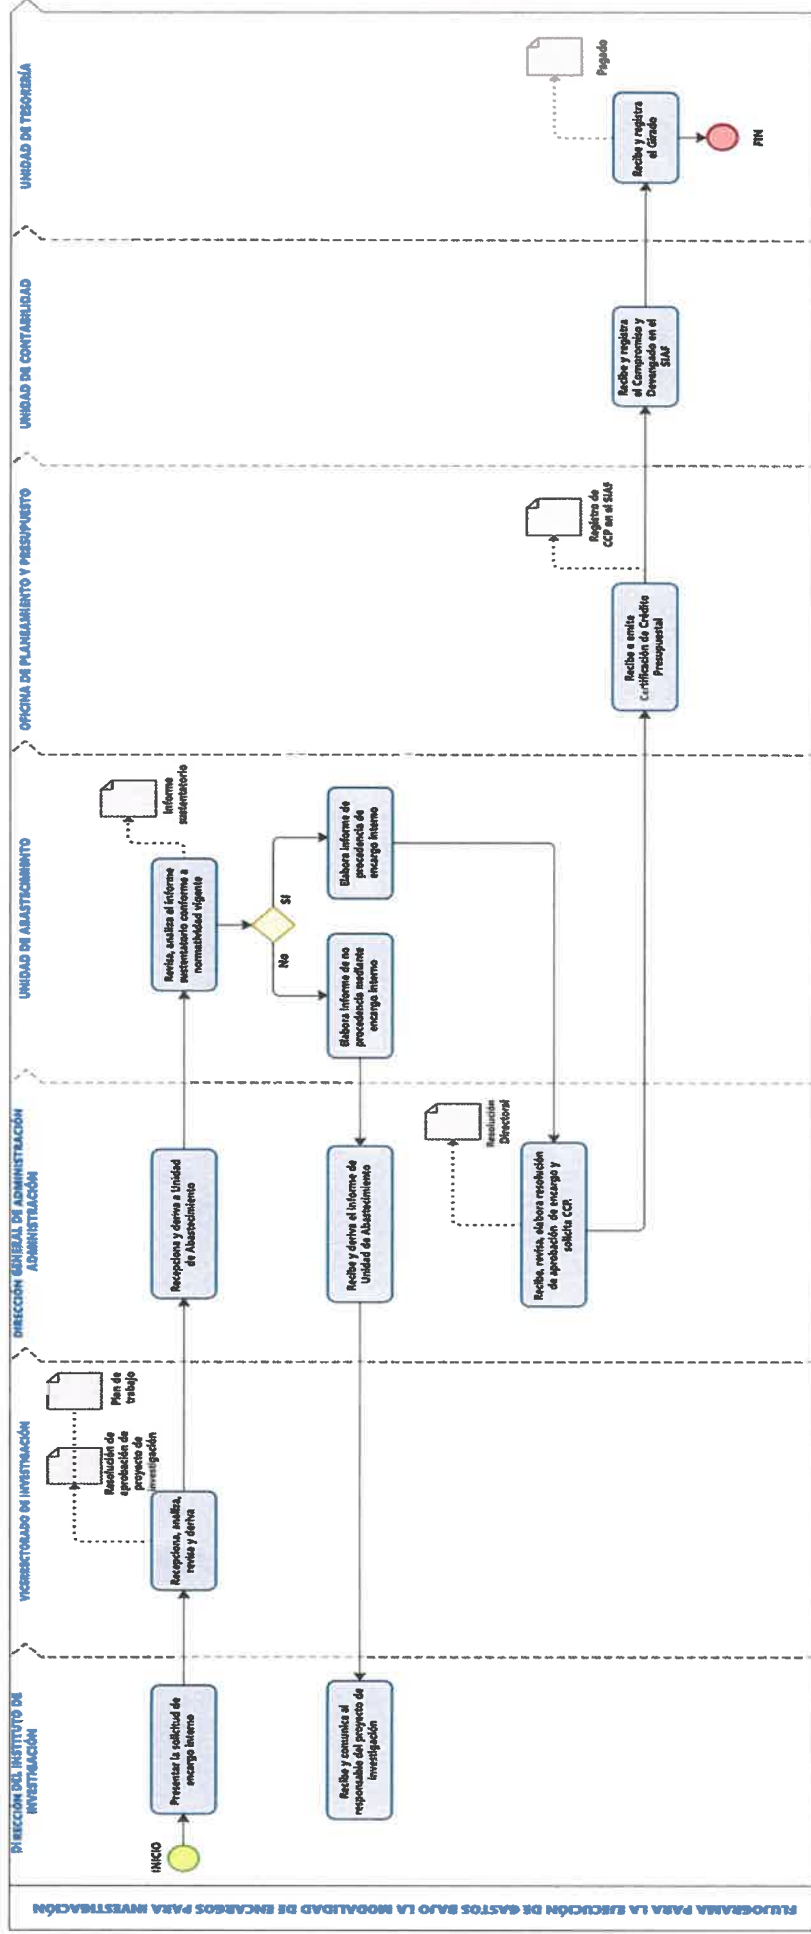 FLUJOGRAMA PARA LA EJECUCIÓN DE GASTOS BAJO LA MODALIDAD DE ENCARGOS PARA INVESTIGACIÓN
DIRECCIÓN DEL INSTITUTO DE
INVESTIGACIÓN
VICERRECTORADO DE INVESTIGACIÓN
DIRECCIÓN GENERAL DE ADMINISTRACIÓN
ADMINISTRACIÓN
UNIDAD DE ABASTECIMIENTO
OFICINA DE PLANEAMIENTO Y PRESUPUESTO
UNIDAD DE CONTABILIDAD
UNIDAD DE TESORERÍA
INICIO
Presentar la solicitud de
encargo interno
Recepciona, analiza,
revisa y deriva
Resolución de
aprobación de
proyecto de
investigación
Plan de
trabajo
Recepciona y deriva a Unidad
de Abastecimiento
Revisa, analiza el informe
sustentatorio conforme a
normatividad vigente
Informe
sustentatorio
No
Si
Elabora informe de no
procedencia mediante
encargo interno
Elabora informe de
procedencia de
encargo interno
Recibe y deriva el informe de
Unidad de Abastecimiento
Recibe y comunica al
responsable del proyecto de
investigación
Recibe, revisa, elabora resolución
de aprobación de encargo y
solicita CCP.
Resolución
Directoral
Recibe e emite
Certificación de Crédito
Presupuestal
Registro de
CCP en el SIAF
Recibe y registra
el Compromiso y
Devengado en el
SIAF
Recibe y registra
el Girado
Pagado
FIN